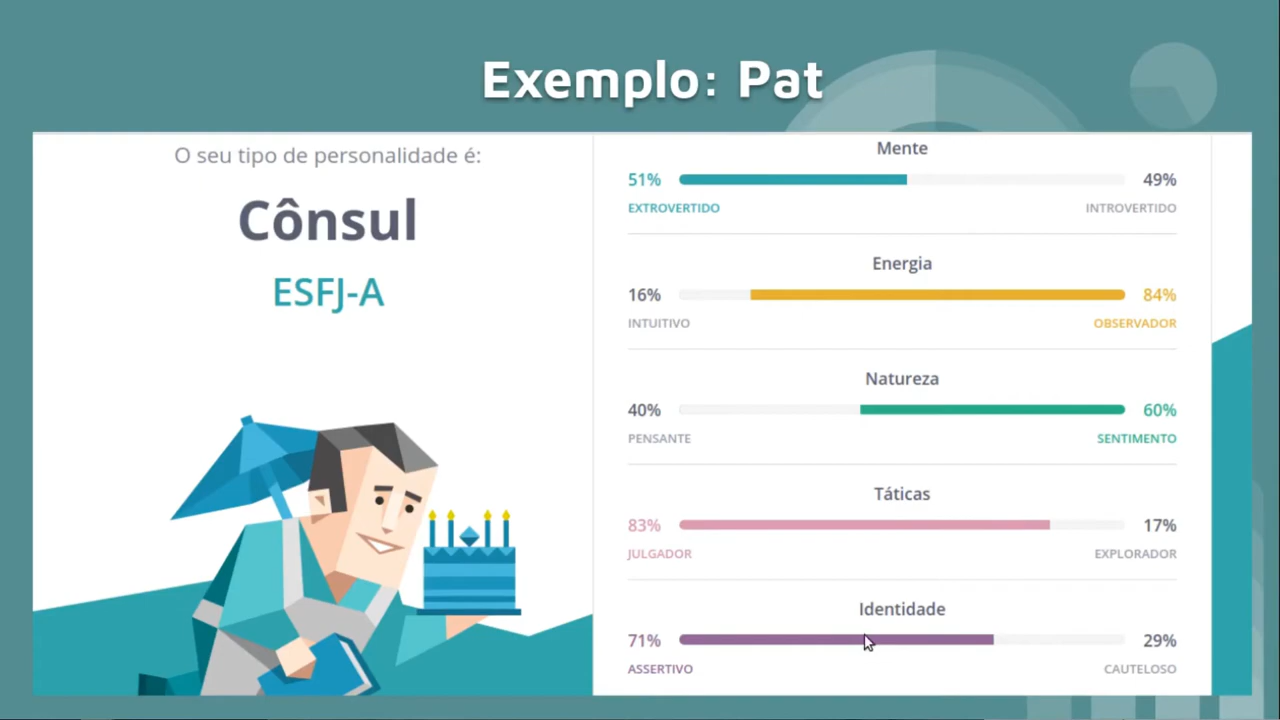 Exemplo: Pat
O seu tipo de personalidade é:
Cônsul
ESFJ-A
Mente
51% 49%
EXTROVERTIDO INTROVERTIDO
Energia
16% 84%
INTUITIVO OBSERVADOR
Natureza
40% 60%
PENSANTE SENTIMENTO
Táticas
83% 17%
JULGADOR EXPLORADOR
Identidade
71% 29%
ASSERTIVO CAUTELOSO